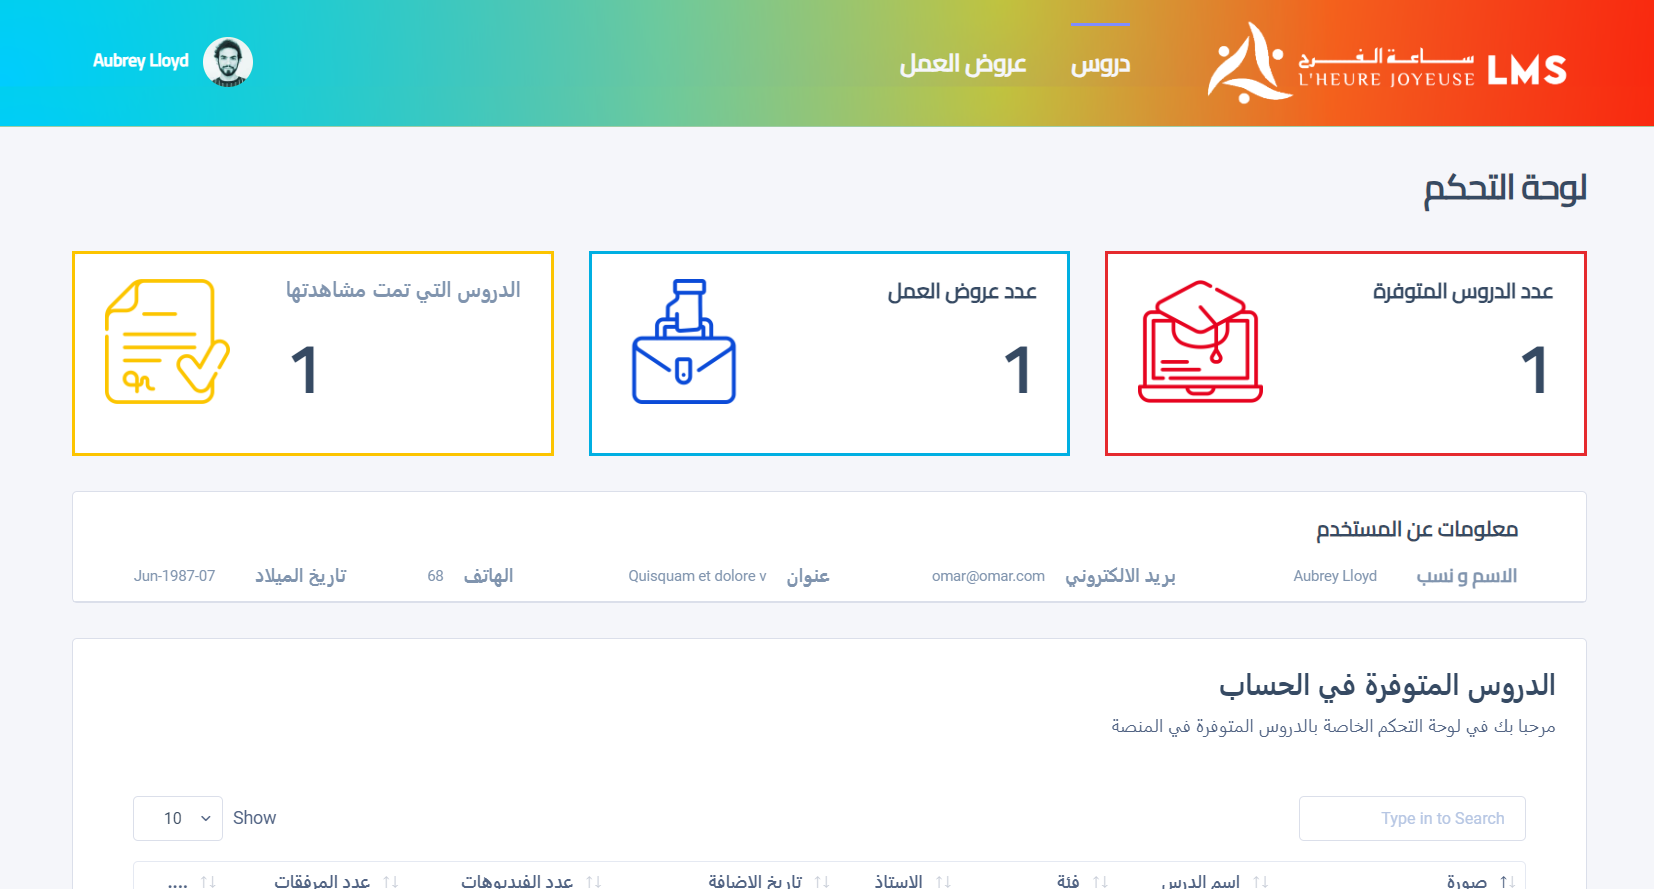 ساعة الفرح
L'HEURE JOYEUSE
LMS
دروس
عروض العمل
Aubrey Lloyd
لوحة التحكم
عدد الدروس المتوفرة
1
عدد عروض العمل
1
الدروس التي تمت مشاهدتها
1
معلومات عن المستخدم
الاسم و نسب Aubrey Lloyd بريد الالكتروني omar@omar.com عنوان Quisquam et dolore v الهاتف 68 تاريخ الميلاد Jun-1987-07
الدروس المتوفرة في الحساب
مرحبا بك في لوحة التحكم الخاصة بالدروس المتوفرة في المنصة
Type in to Search
Show 10
صورة اسم الدرس فئة الاستاذ تاريخ الاضافة عدد الفيديوهات عدد المرفقات ....